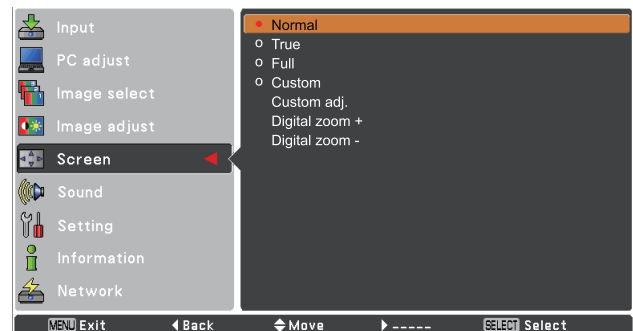 Input
PC adjust
Image select
Image adjust
Screen
Sound
Setting
Information
Network
Normal
True
Full
Custom
Custom adj.
Digital zoom +
Digital zoom -
MENU Exit
Back
Move
-----
SELECT Select